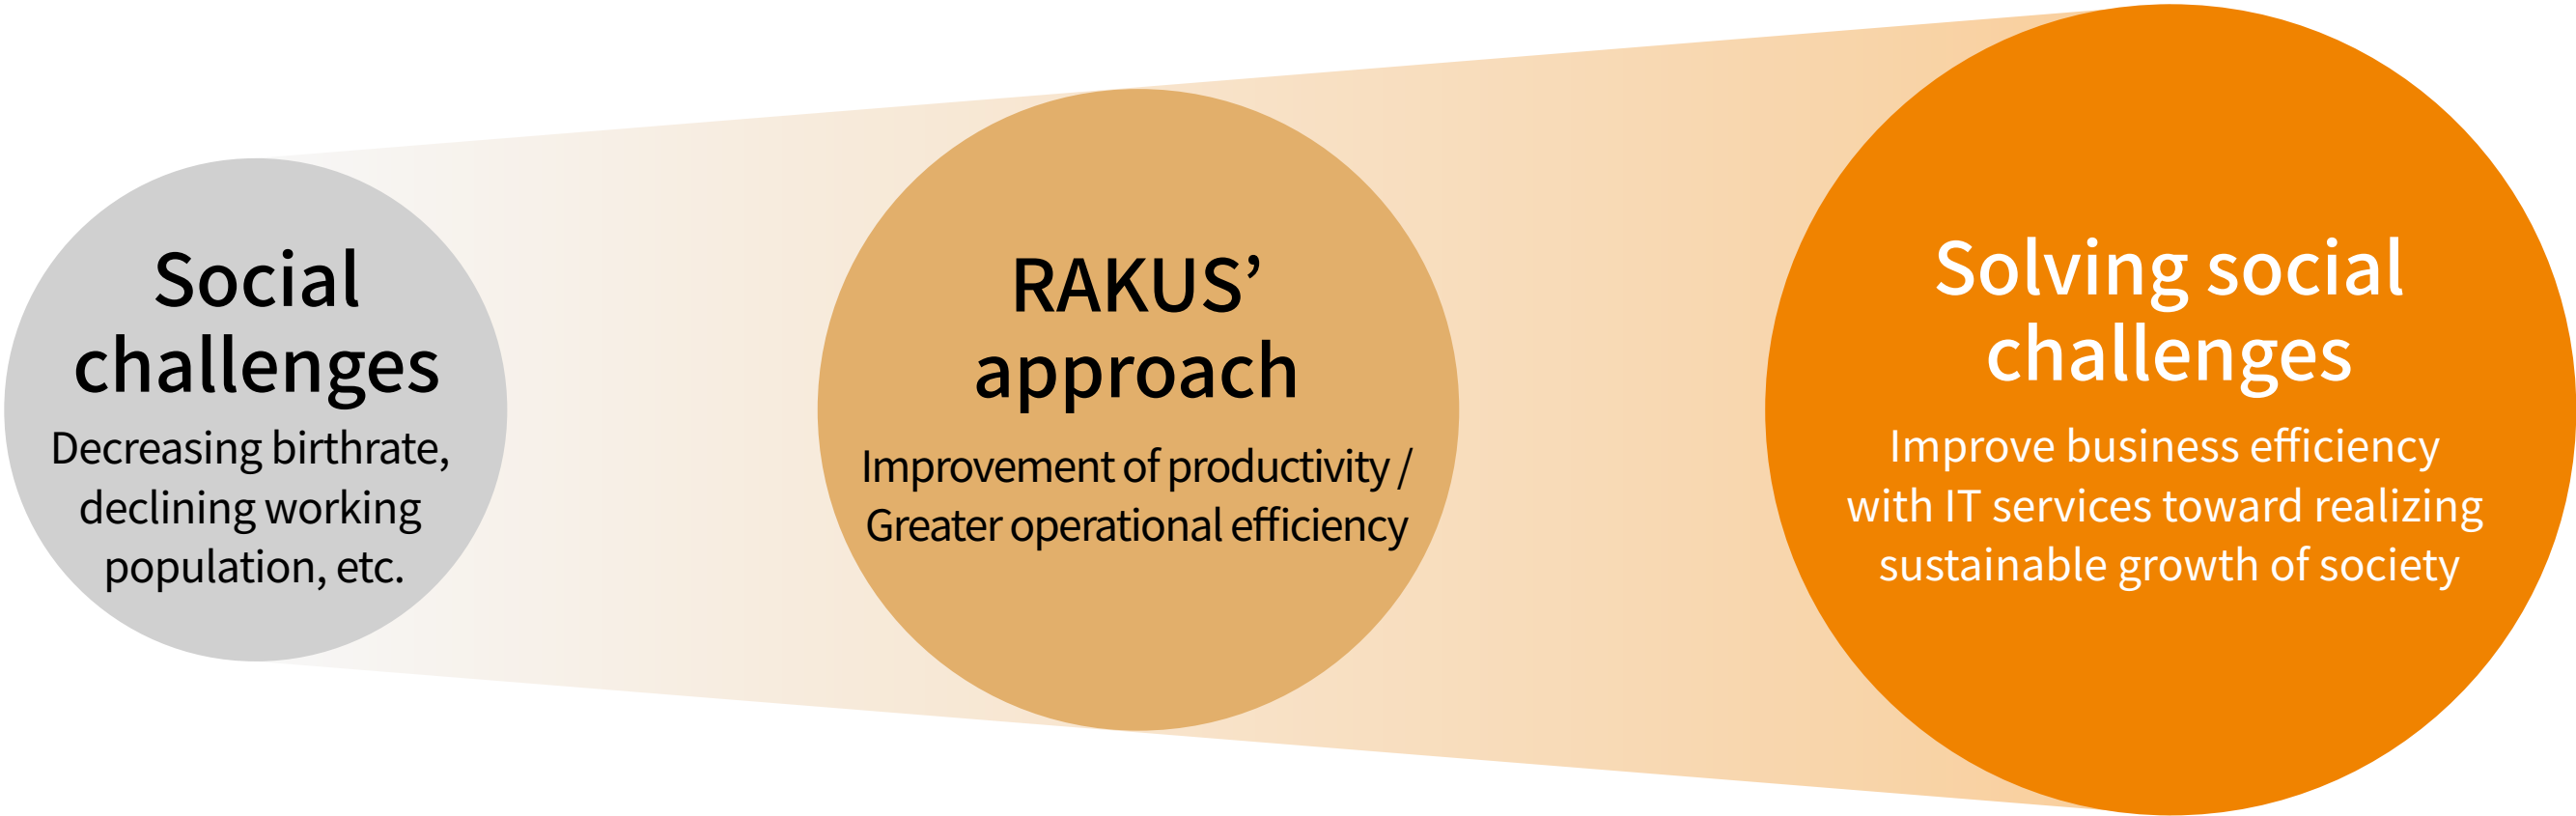 Social
challenges
Decreasing birthrate,
declining working
population, etc.
RAKUS’
approach
Improvement of productivity /
Greater operational efficiency
Solving social
challenges
Improve business efficiency
with IT services toward realizing
sustainable growth of society